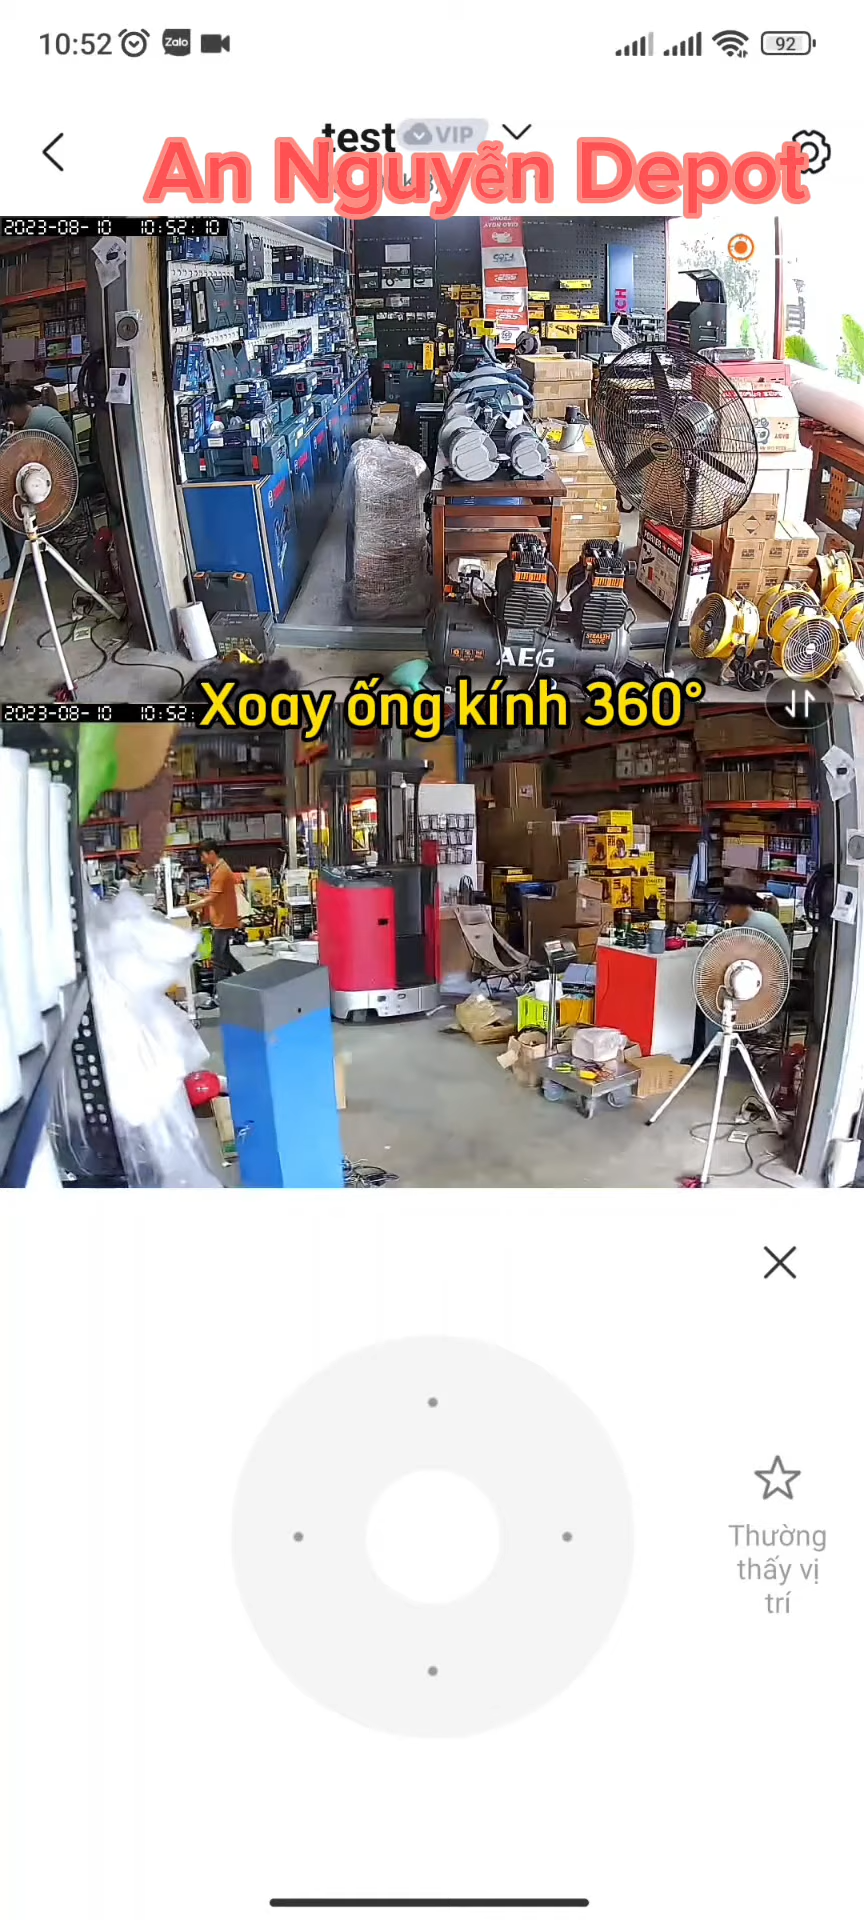 10:52
Zalo
92
test VIP
An Nguyễn Depot
2023-08-10 10:52:10
AEG
Xoay ống kính 360°
2023-08-10 10:52:
Thường
thấy vị
trí